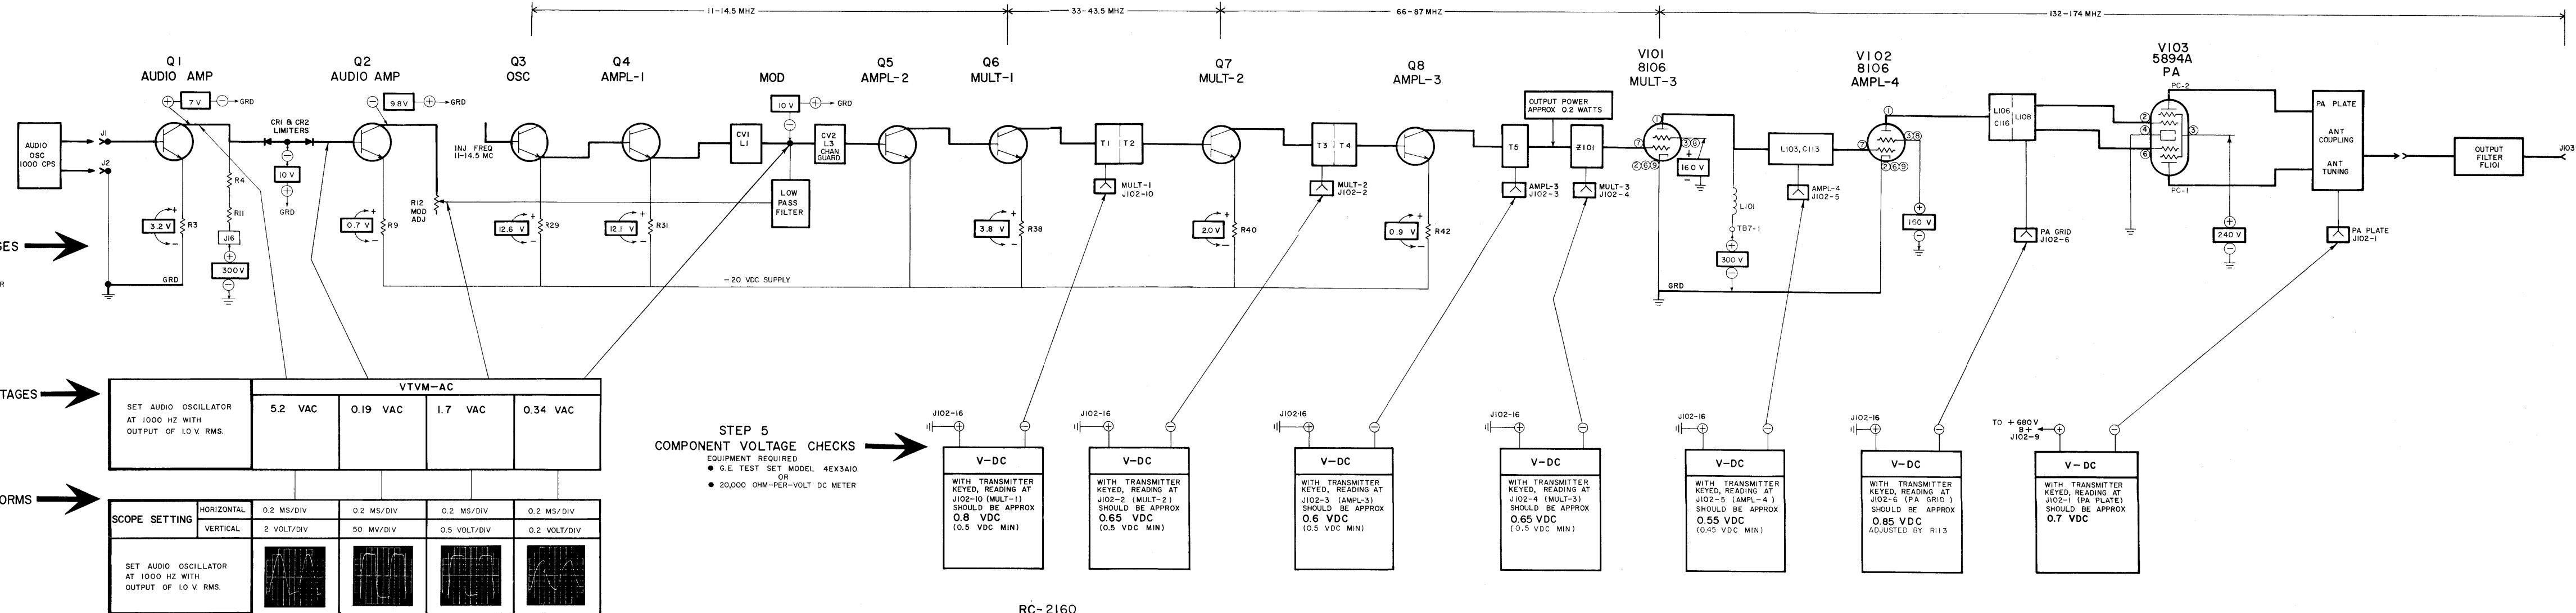 11-14.5 MHZ
33-43.5 MHZ
66-87 MHZ
132-174 MHZ
Q1
AUDIO AMP
Q2
AUDIO AMP
Q3
OSC
Q4
AMPL-1
MOD
Q5
AMPL-2
Q6
MULT-1
Q7
MULT-2
Q8
AMPL-3
V101
8106
MULT-3
V102
8106
AMPL-4
V103
5894A
PA
AUDIO
OSC
1000 CPS
J1
J2
7 V
GRD
CR1 & CR2
LIMITERS
10 V
GRD
R4
R11
J16
300 V
3.2 V
R3
GRD
9.8 V
GRD
0.7 V
R9
R12
MOD
ADJ
INJ FREQ
11-14.5 MC
12.6 V
R29
12.1 V
R31
CV1
L1
10 V
GRD
CV2
L3
CHAN
GUARD
LOW
PASS
FILTER
-20 VDC SUPPLY
3.8 V
R38
T1
T2
MULT-1
J102-10
2.0 V
R40
T3
T4
MULT-2
J102-2
0.9 V
R42
OUTPUT POWER
APPROX 0.2 WATTS
T5
Z101
AMPL-3
J102-3
MULT-3
J102-4
1
7
3 8
2 6 9
160 V
L101
TB7-1
300 V
GRD
L103, C113
AMPL-4
J102-5
1
7
3 8
2 6 9
160 V
L106
C116
L108
PA GRID
J102-6
PC-2
2
4
3
6
PC-1
240 V
PA PLATE
ANT
COUPLING
ANT
TUNING
PA PLATE
J102-1
OUTPUT
FILTER
FL101
J103
GES
R
TAGES
SET AUDIO OSCILLATOR
AT 1000 HZ WITH
OUTPUT OF 1.0 V. RMS.
VTVM-AC
5.2 VAC
0.19 VAC
1.7 VAC
0.34 VAC
ORMS
SCOPE SETTING
HORIZONTAL
0.2 MS/DIV
0.2 MS/DIV
0.2 MS/DIV
0.2 MS/DIV
VERTICAL
2 VOLT/DIV
50 MV/DIV
0.5 VOLT/DIV
0.2 VOLT/DIV
SET AUDIO OSCILLATOR
AT 1000 HZ WITH
OUTPUT OF 1.0 V. RMS.
STEP 5
COMPONENT VOLTAGE CHECKS
EQUIPMENT REQUIRED
● G.E. TEST SET MODEL 4EX3A10
OR
● 20,000 OHM-PER-VOLT DC METER
J102-16
V-DC
WITH TRANSMITTER
KEYED, READING AT
J102-10 (MULT-1)
SHOULD BE APPROX
0.8 VDC
(0.5 VDC MIN)
J102-16
V-DC
WITH TRANSMITTER
KEYED, READING AT
J102-2 (MULT-2)
SHOULD BE APPROX
0.65 VDC
(0.5 VDC MIN)
J102-16
V-DC
WITH TRANSMITTER
KEYED, READING AT
J102-3 (AMPL-3)
SHOULD BE APPROX
0.6 VDC
(0.5 VDC MIN)
J102-16
V-DC
WITH TRANSMITTER
KEYED, READING AT
J102-4 (MULT-3)
SHOULD BE APPROX
0.65 VDC
(0.5 VDC MIN)
J102-16
V-DC
WITH TRANSMITTER
KEYED, READING AT
J102-5 (AMPL-4)
SHOULD BE APPROX
0.55 VDC
(0.45 VDC MIN)
J102-16
V-DC
WITH TRANSMITTER
KEYED, READING AT
J102-6 (PA GRID)
SHOULD BE APPROX
0.85 VDC
ADJUSTED BY R113
TO +680V
B+
J102-9
V-DC
WITH TRANSMITTER
KEYED, READING AT
J102-1 (PA PLATE)
SHOULD BE APPROX
0.7 VDC
RC-2160